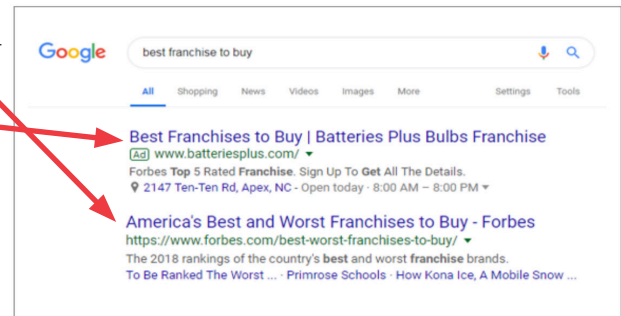 Google
best franchise to buy
All Shopping News Videos Images More Settings Tools
Best Franchises to Buy | Batteries Plus Bulbs Franchise
Ad www.batteriesplus.com/
Forbes Top 5 Rated Franchise. Sign Up To Get All The Details.
2147 Ten-Ten Rd, Apex, NC - Open today · 8:00 AM – 8:00 PM
America's Best and Worst Franchises to Buy - Forbes
https://www.forbes.com/best-worst-franchises-to-buy/
The 2018 rankings of the country's best and worst franchise brands.
To Be Ranked The Worst ... · Primrose Schools · How Kona Ice, A Mobile Snow ...